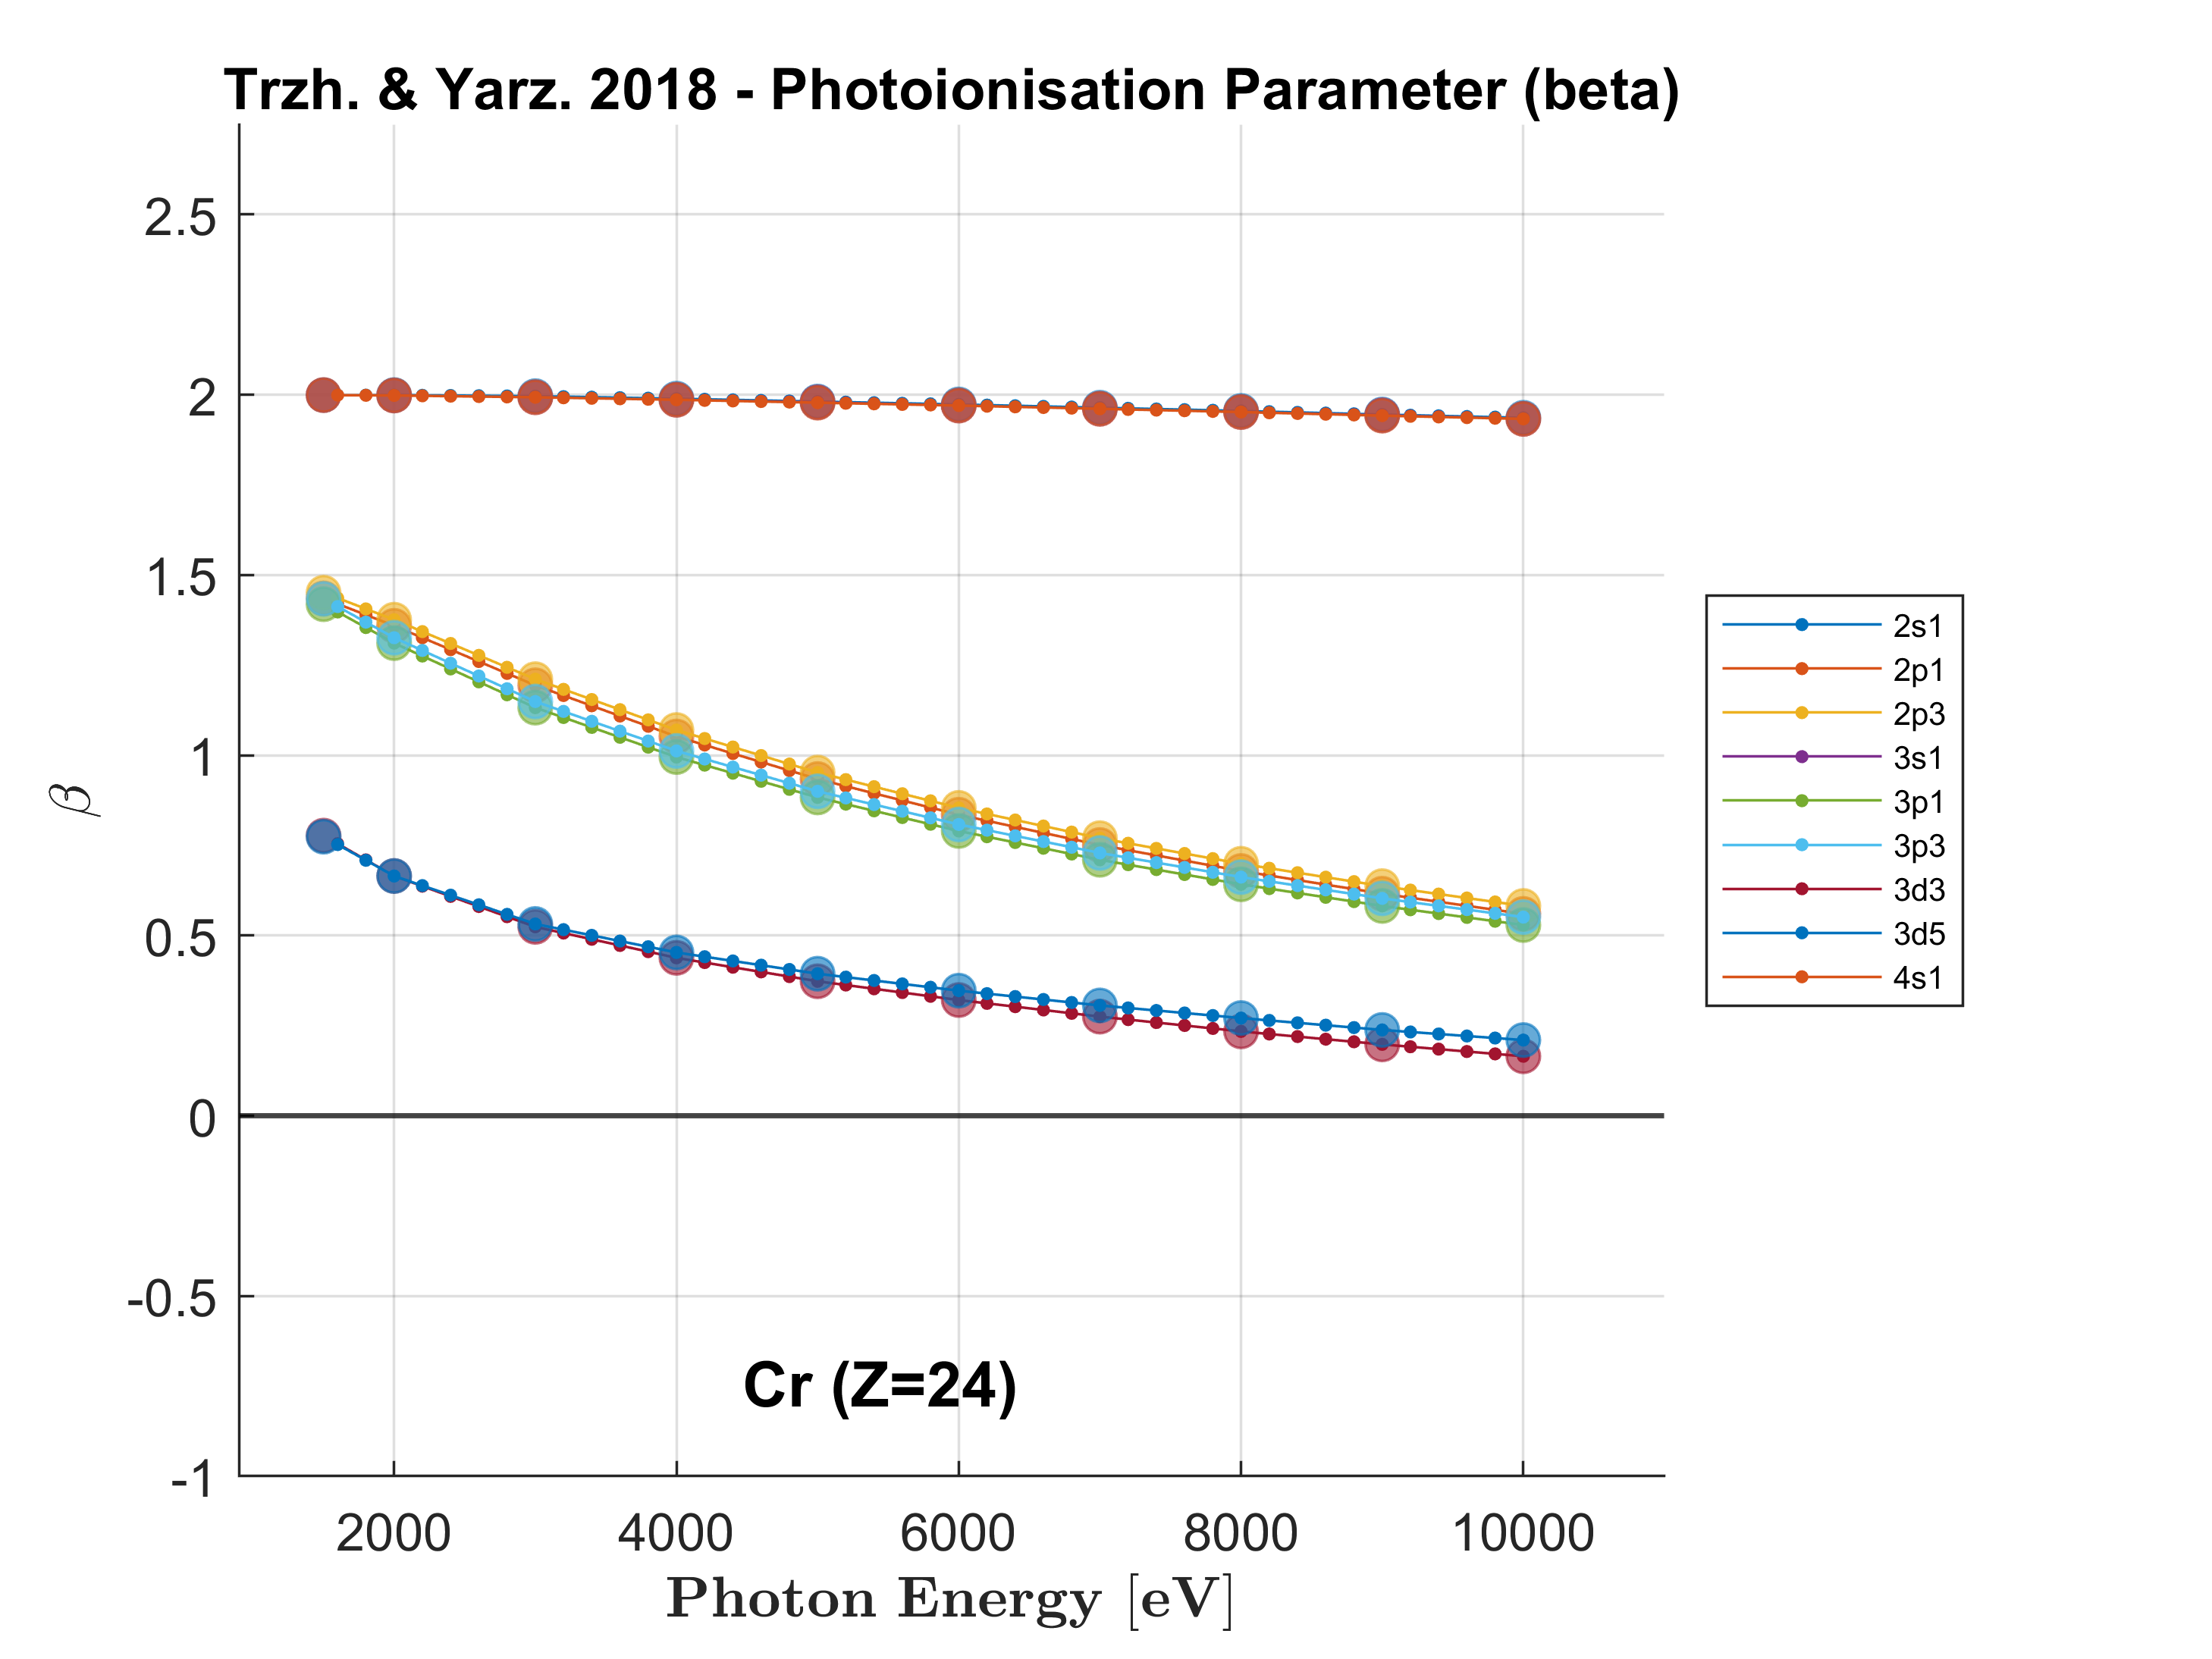 Trzh. & Yarz. 2018 - Photoionisation Parameter (beta)
2.5
2
1.5
1
0.5
0
-0.5
-1
β
2s1
2p1
2p3
3s1
3p1
3p3
3d3
3d5
4s1
Cr (Z=24)
2000 4000 6000 8000 10000
Photon Energy [eV]